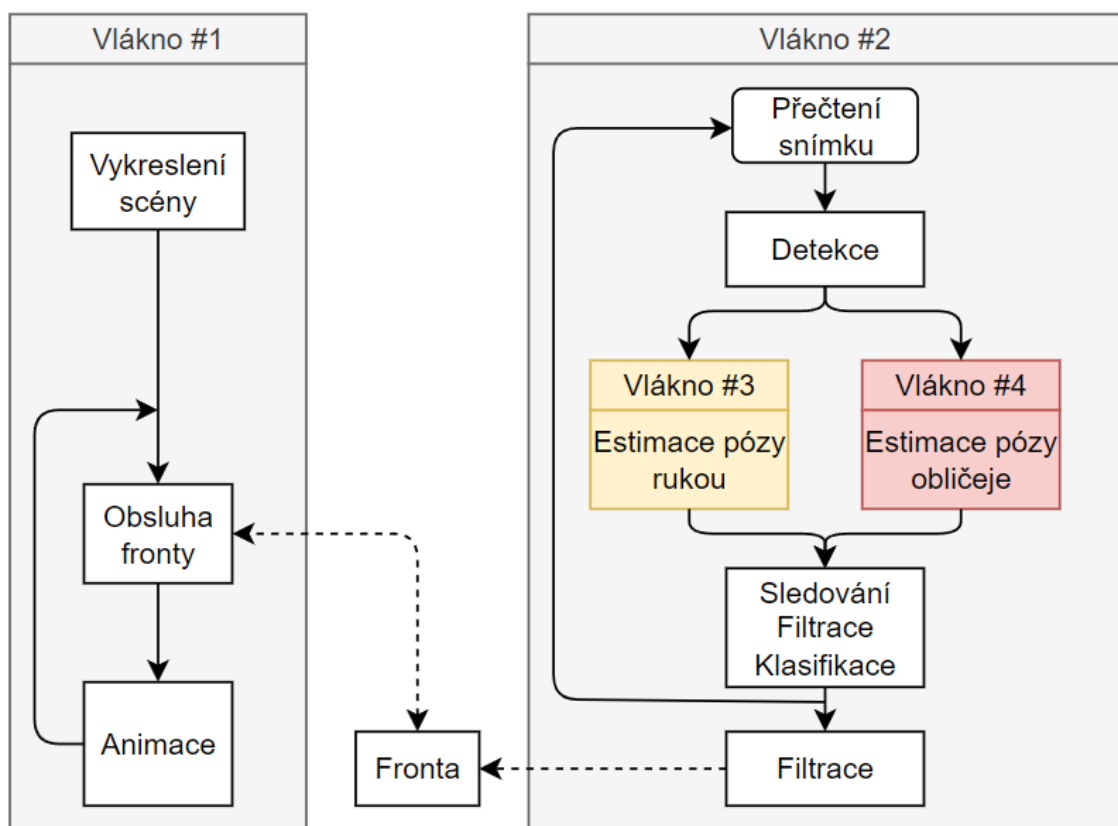 Vlákno #1
Vykreslení
scény
Obsluha
fronty
Animace
Fronta
Vlákno #2
Přečtení
snímku
Detekce
Vlákno #3
Estimace pózy
rukou
Vlákno #4
Estimace pózy
obličeje
Sledování
Filtrace
Klasifikace
Filtrace